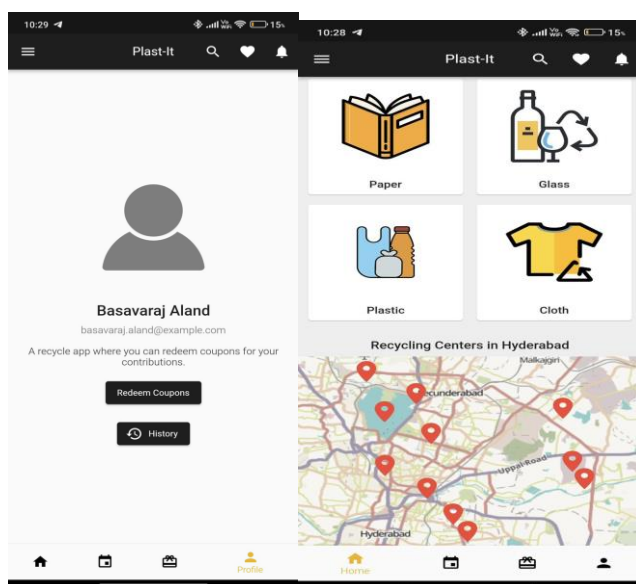 10:29
15%
Plast-It
Basavaraj Aland
basavaraj.aland@example.com
A recycle app where you can redeem coupons for your
contributions.
Redeem Coupons
History
Profile
10:28
15%
Plast-It
Paper
Glass
Plastic
Cloth
Recycling Centers in Hyderabad
Malkajgiri
Uppal Road
Hyderabad
Home